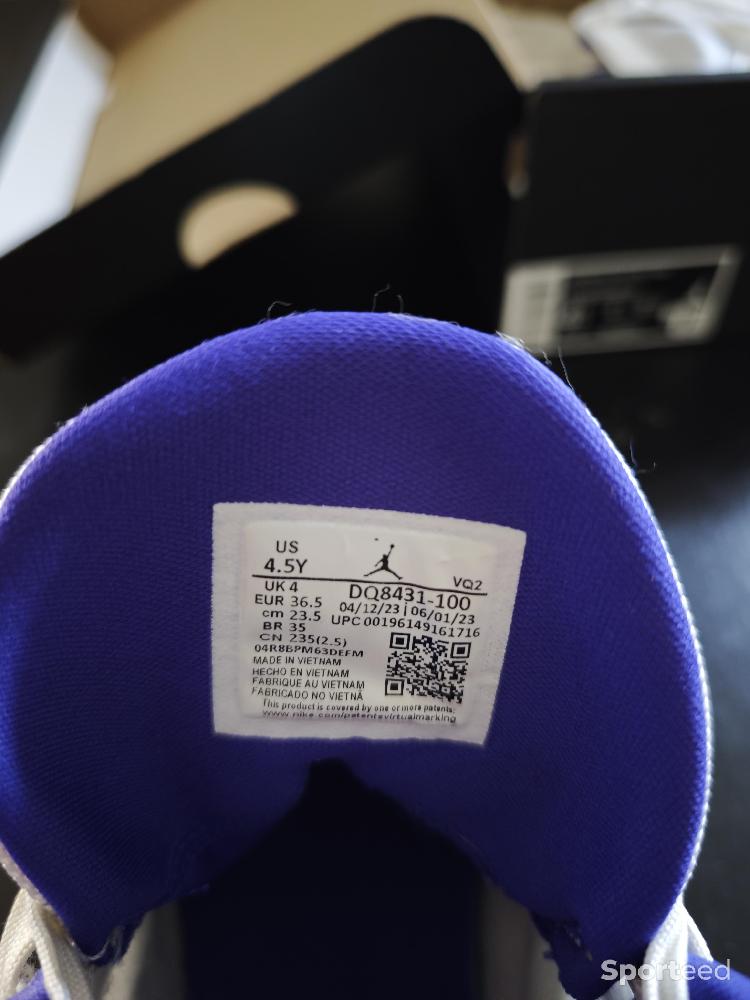 US
4.5Y
VQ2
UK 4
DQ8431-100
EUR 36.5
04/12/23 | 06/01/23
cm 23.5
UPC 00196149161716
BR 35
CN 235(2.5)
04R8BPM63DEFM
MADE IN VIETNAM
HECHO EN VIETNAM
FABRIQUE AU VIETNAM
FABRICADO NO VIETNÃ
This product is covered by one or more patents:
www.nike.com/patentsvirtualmarking
Sporteed